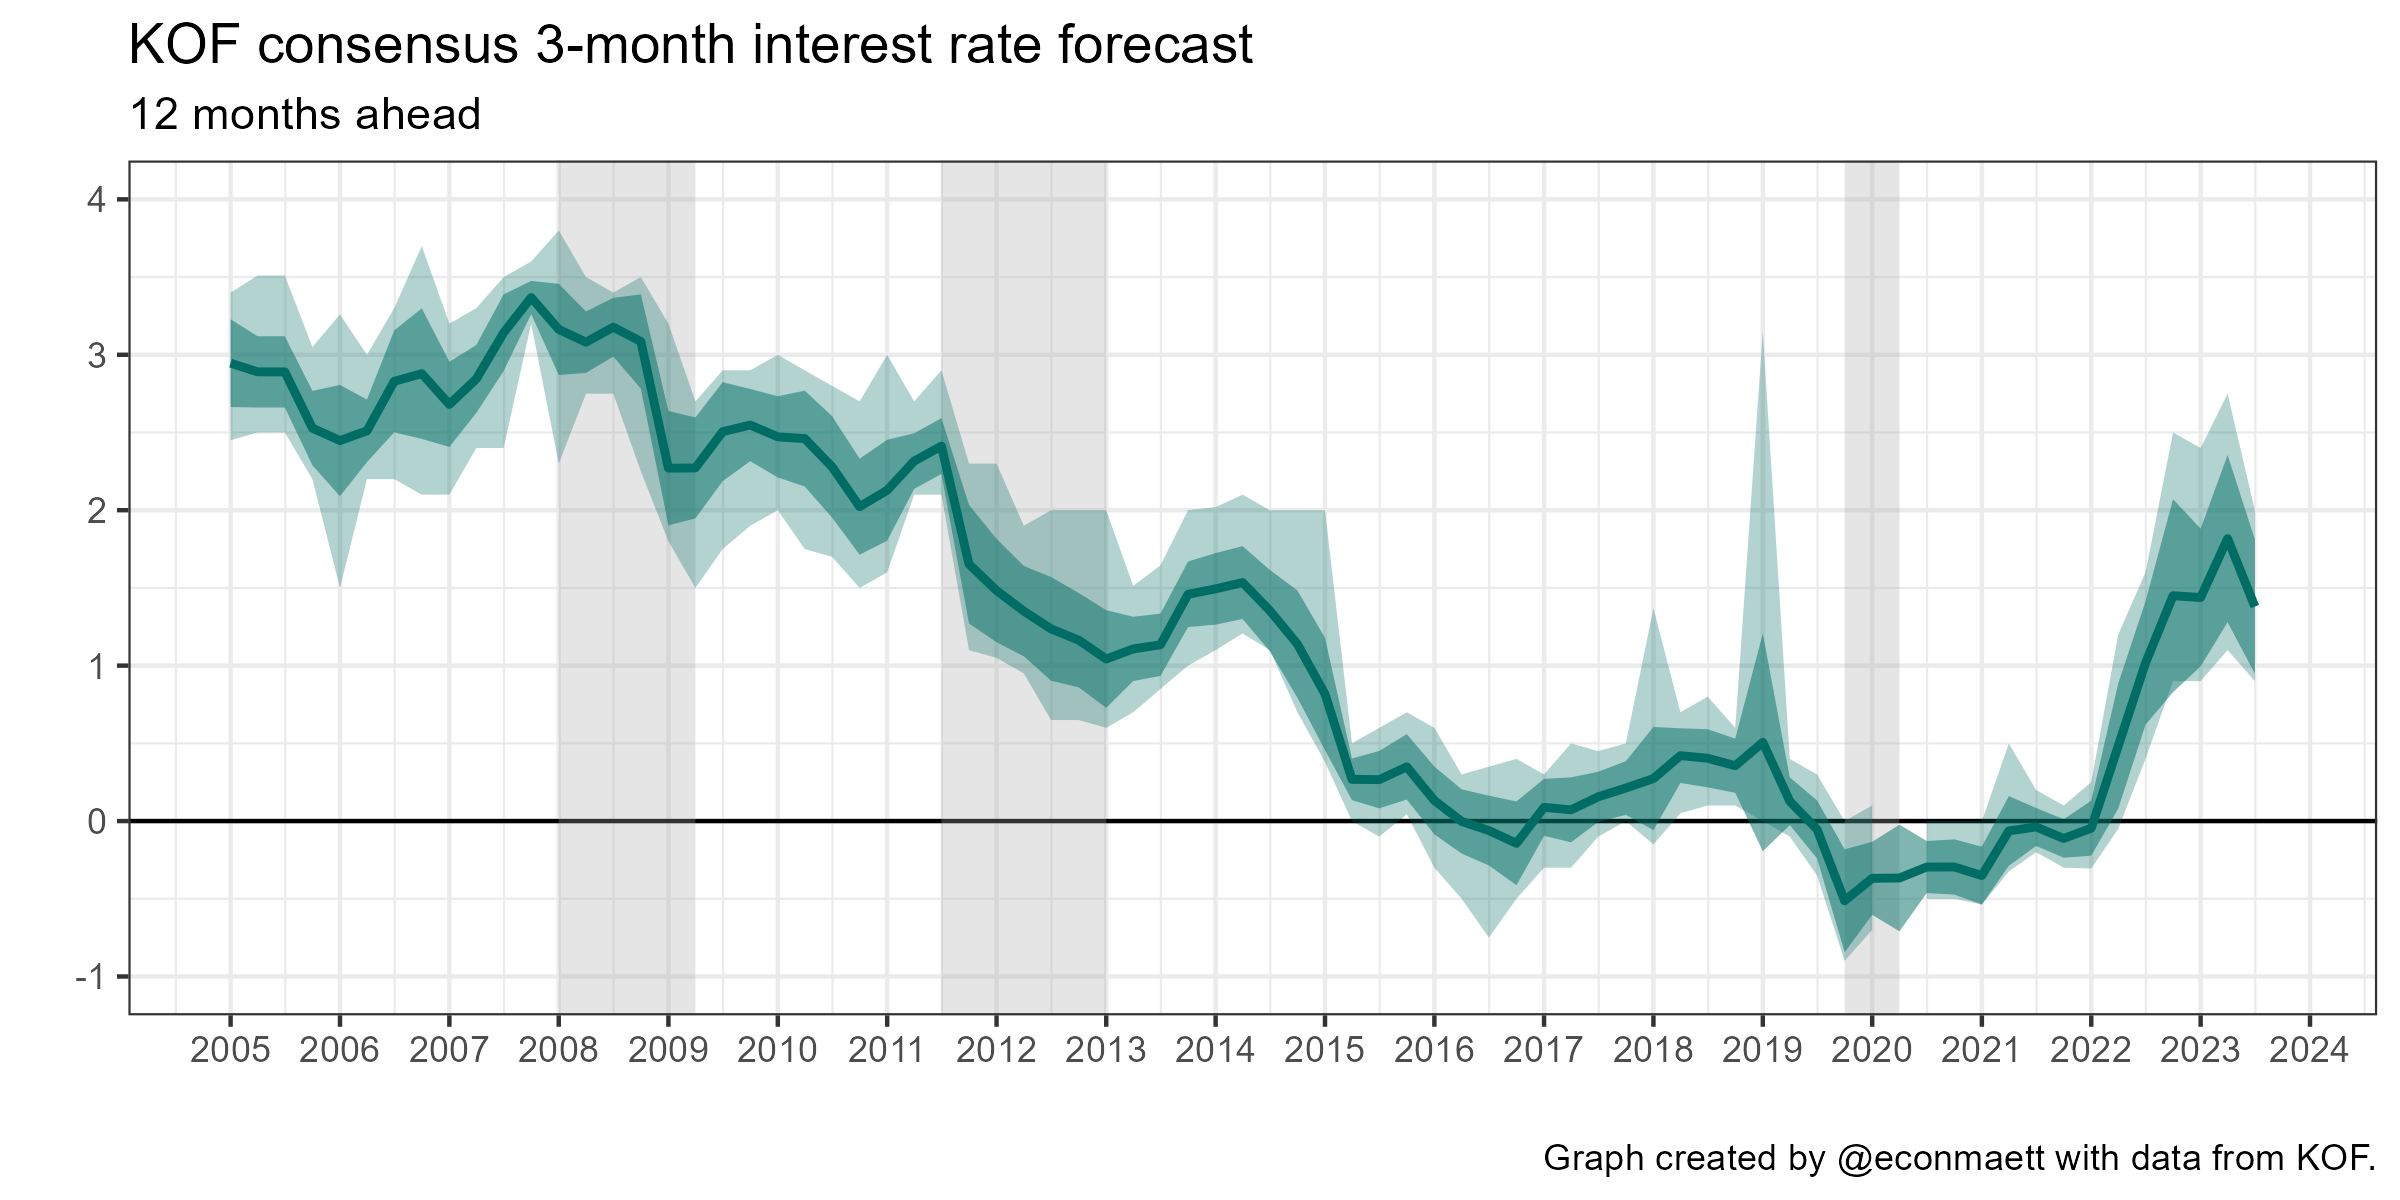 KOF consensus 3-month interest rate forecast
12 months ahead
4
3
2
1
0
-1
2005 2006 2007 2008 2009 2010 2011 2012 2013 2014 2015 2016 2017 2018 2019 2020 2021 2022 2023 2024
Graph created by @econmaett with data from KOF.